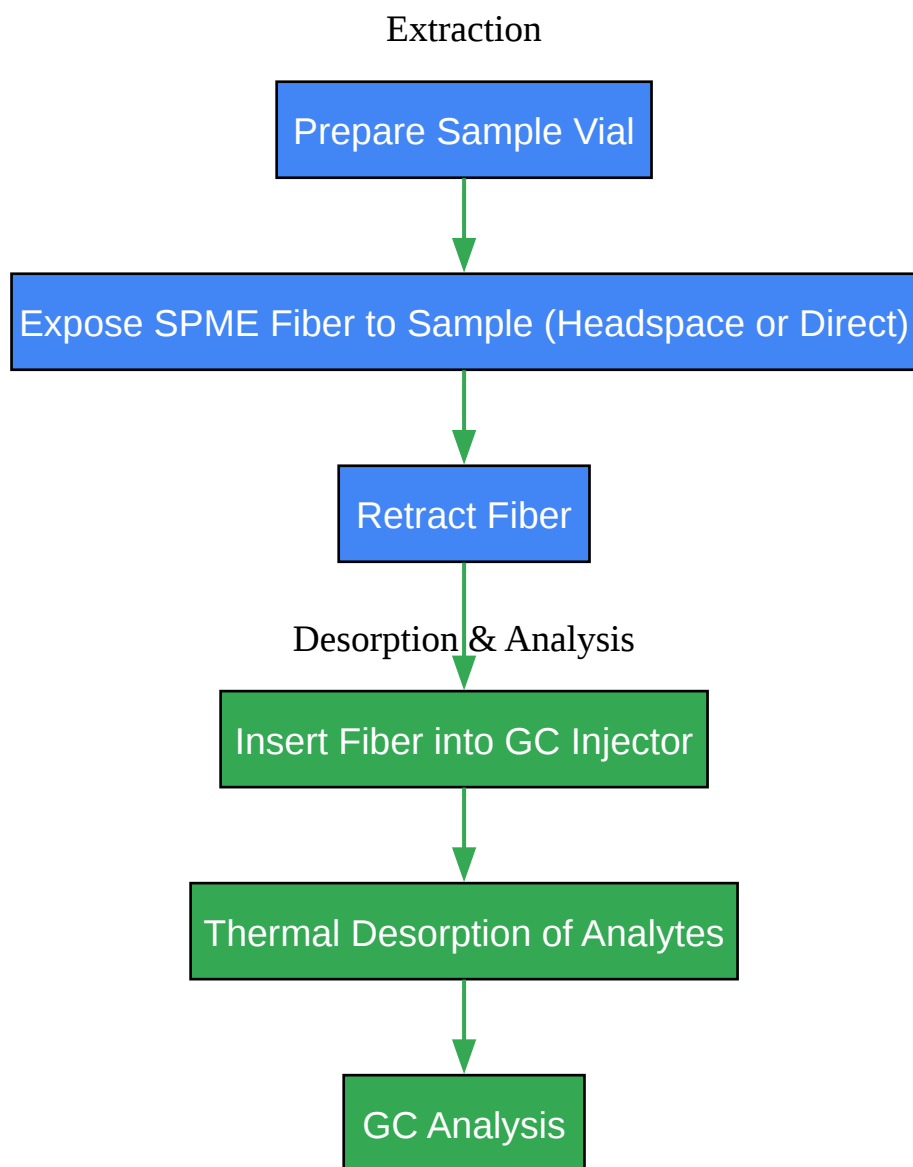 Extraction
Prepare Sample Vial
Expose SPME Fiber to Sample (Headspace or Direct)
Retract Fiber
Desorption & Analysis
Insert Fiber into GC Injector
Thermal Desorption of Analytes
GC Analysis